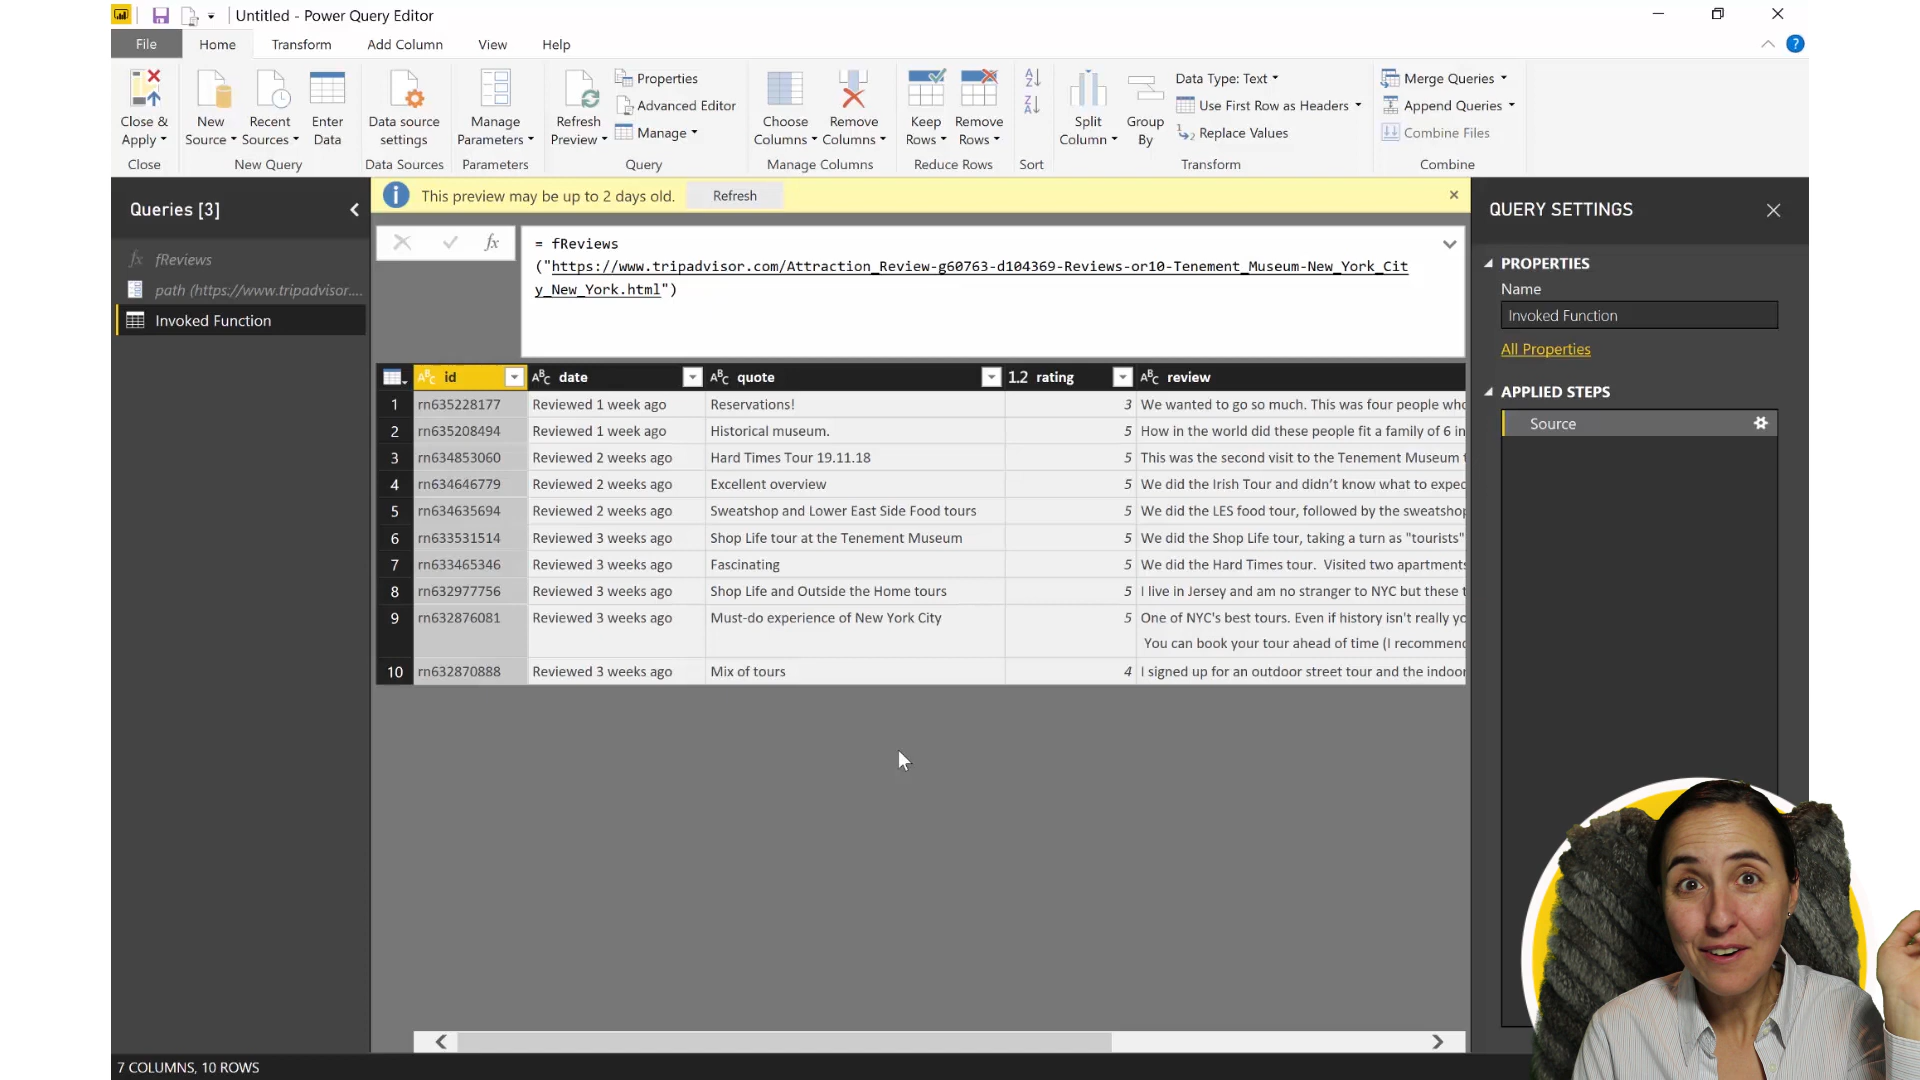 Untitled - Power Query Editor
File Home Transform Add Column View Help
Close & Apply
New Source
Recent Sources
Enter Data
Data source settings
Manage Parameters
Refresh Preview
Properties
Advanced Editor
Manage
Choose Columns
Remove Columns
Keep Rows
Remove Rows
Split Column
Group By
Data Type: Text
Use First Row as Headers
Replace Values
Merge Queries
Append Queries
Combine Files
Close New Query Data Sources Parameters Query Manage Columns Reduce Rows Sort Transform Combine
Queries [3]
fReviews
path (https://www.tripadvisor....
Invoked Function
This preview may be up to 2 days old. Refresh
= fReviews
("https://www.tripadvisor.com/Attraction_Review-g60763-d104369-Reviews-or10-Tenement_Museum-New_York_Cit
y_New_York.html")
id date quote 1.2 rating review
1 rn635228177 Reviewed 1 week ago Reservations! 3 We wanted to go so much. This was four people who
2 rn635208494 Reviewed 1 week ago Historical museum. 5 How in the world did these people fit a family of 6 in
3 rn634853060 Reviewed 2 weeks ago Hard Times Tour 19.11.18 5 This was the second visit to the Tenement Museum
4 rn634646779 Reviewed 2 weeks ago Excellent overview 5 We did the Irish Tour and didn't know what to expec
5 rn634635694 Reviewed 2 weeks ago Sweatshop and Lower East Side Food tours 5 We did the LES food tour, followed by the sweatshop
6 rn633531514 Reviewed 3 weeks ago Shop Life tour at the Tenement Museum 5 We did the Shop Life tour, taking a turn as "tourists"
7 rn633465346 Reviewed 3 weeks ago Fascinating 5 We did the Hard Times tour. Visited two apartments
8 rn632977756 Reviewed 3 weeks ago Shop Life and Outside the Home tours 5 I live in Jersey and am no stranger to NYC but these t
9 rn632876081 Reviewed 3 weeks ago Must-do experience of New York City 5 One of NYC's best tours. Even if history isn't really yo
You can book your tour ahead of time (I recommend
10 rn632870888 Reviewed 3 weeks ago Mix of tours 4 I signed up for an outdoor street tour and the indoor
QUERY SETTINGS
PROPERTIES
Name
Invoked Function
All Properties
APPLIED STEPS
Source
7 COLUMNS, 10 ROWS